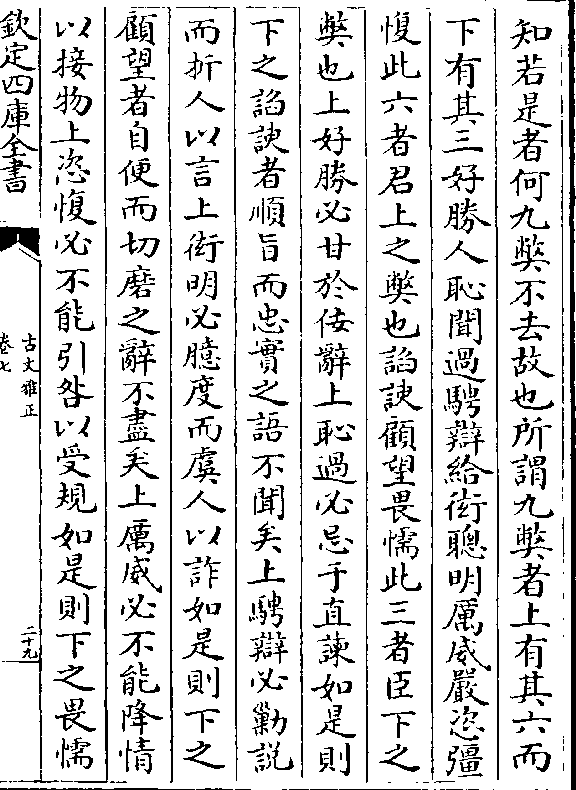 知若是者何九獘不去故也所謂九獘者上有其六而
下有其三好勝人恥聞過騁辯給衒聰明厲威嚴恣彊
愎此六者君上之獘也諂諛顧望畏懦此三者臣下之
獘也上好勝必甘於佞辭上恥過必忌于直諫如是則
下之諂諛者順旨而忠實之語不聞矣上騁辯必勦説
而折人以言上衒明必臆度而虞人以詐如是則下之
顧望者自便而切磨之辭不盡矣上厲威必不能降情
以接物上恣愎必不能引咎以受規如是則下之畏懦
欽定四庫全書
古文雅正
卷七
二十九